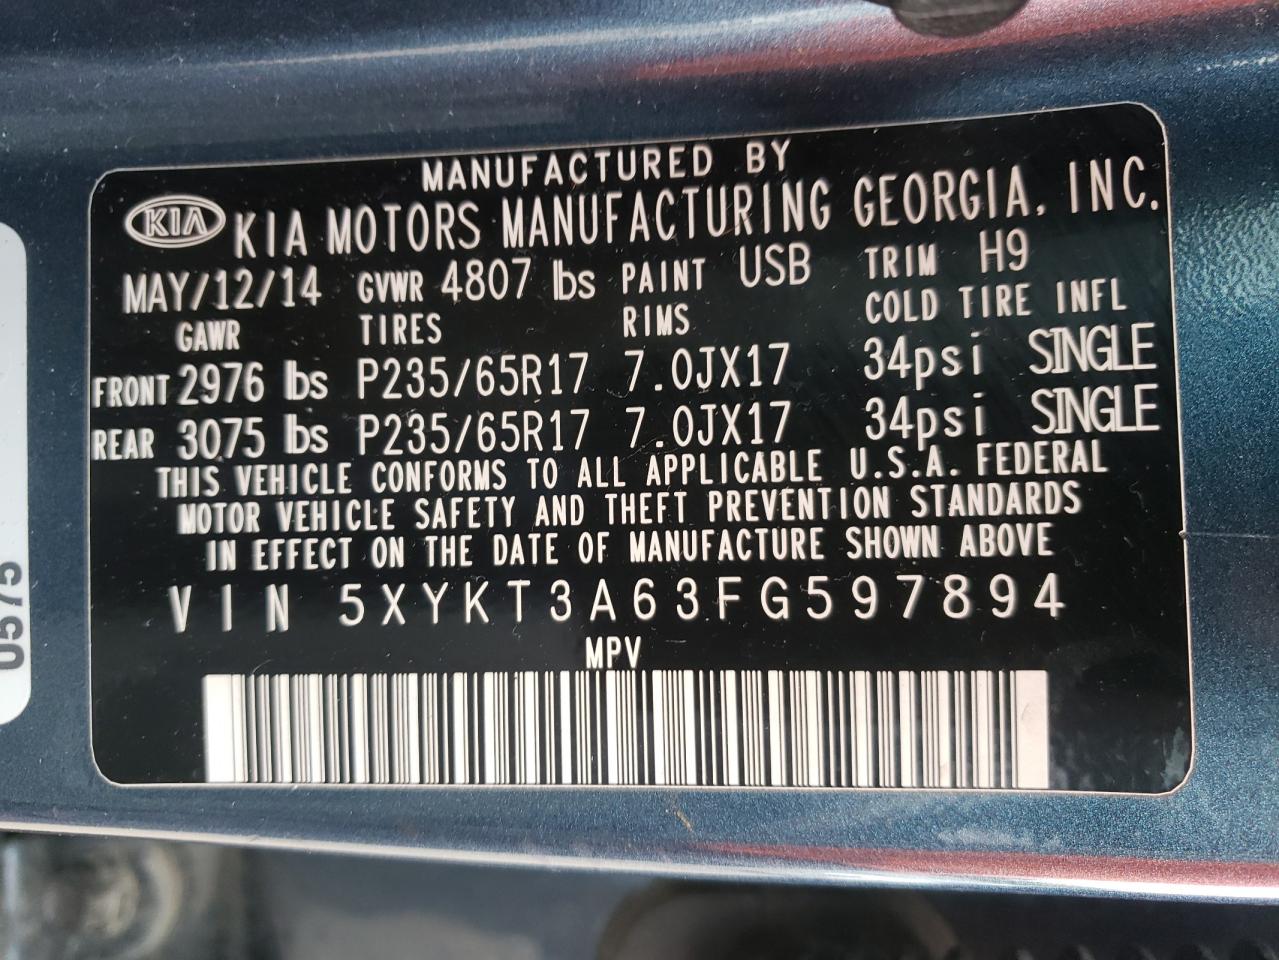 MANUFACTURED BY
KIA KIA MOTORS MANUFACTURING GEORGIA, INC.
MAY/12/14 GVWR 4807 lbs PAINT USB TRIM H9
GAWR TIRES RIMS COLD TIRE INFL
FRONT 2976 lbs P235/65R17 7.0JX17 34psi SINGLE
REAR 3075 lbs P235/65R17 7.0JX17 34psi SINGLE
THIS VEHICLE CONFORMS TO ALL APPLICABLE U.S.A. FEDERAL
MOTOR VEHICLE SAFETY AND THEFT PREVENTION STANDARDS
IN EFFECT ON THE DATE OF MANUFACTURE SHOWN ABOVE
VIN 5XYKT3A63FG597894
MPV
0575